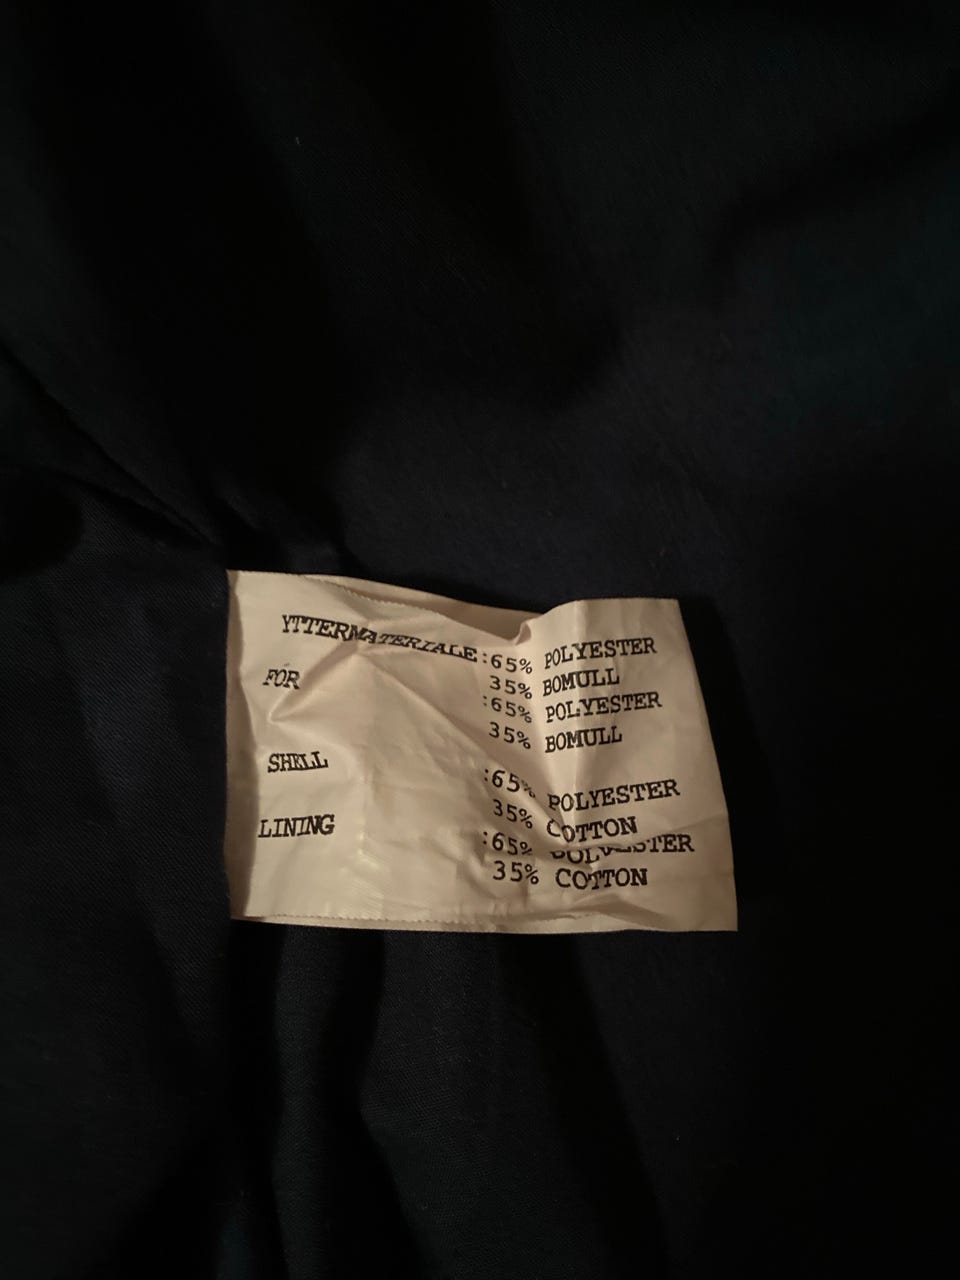 YTTERMATERIALE :65% POLYESTER
35% BOMULL
FOR :65% POLYESTER
35% BOMULL
SHELL :65% POLYESTER
35% COTTON
LINING :65% POLYESTER
35% COTTON